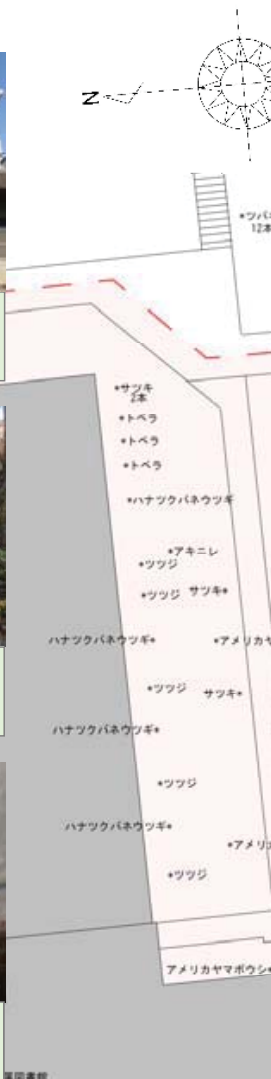 N
*ツバキ
12本
*サツキ
2本
*トベラ
*トベラ
*トベラ
*ハナツクバネウツギ
*アキニレ
*ツツジ
*ツツジ サツキ*
ハナツクバネウツギ* *アメリカヤ
*ツツジ サツキ*
ハナツクバネウツギ*
*ツツジ
ハナツクバネウツギ*
*アメリカ
*ツツジ
アメリカヤマボウシ*
図書館